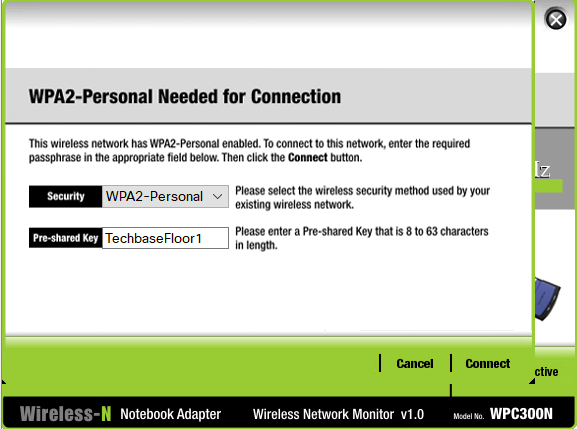 WPA2-Personal Needed for Connection
This wireless network has WPA2-Personal enabled. To connect to this network, enter the required
passphrase in the appropriate field below. Then click the Connect button.
Security WPA2-Personal Please select the wireless security method used by your
existing wireless network.
Pre-shared Key TechbaseFloor1 Please enter a Pre-shared Key that is 8 to 63 characters
in length.
Cancel Connect
Wireless-N Notebook Adapter Wireless Network Monitor v1.0 Model No. WPC300N